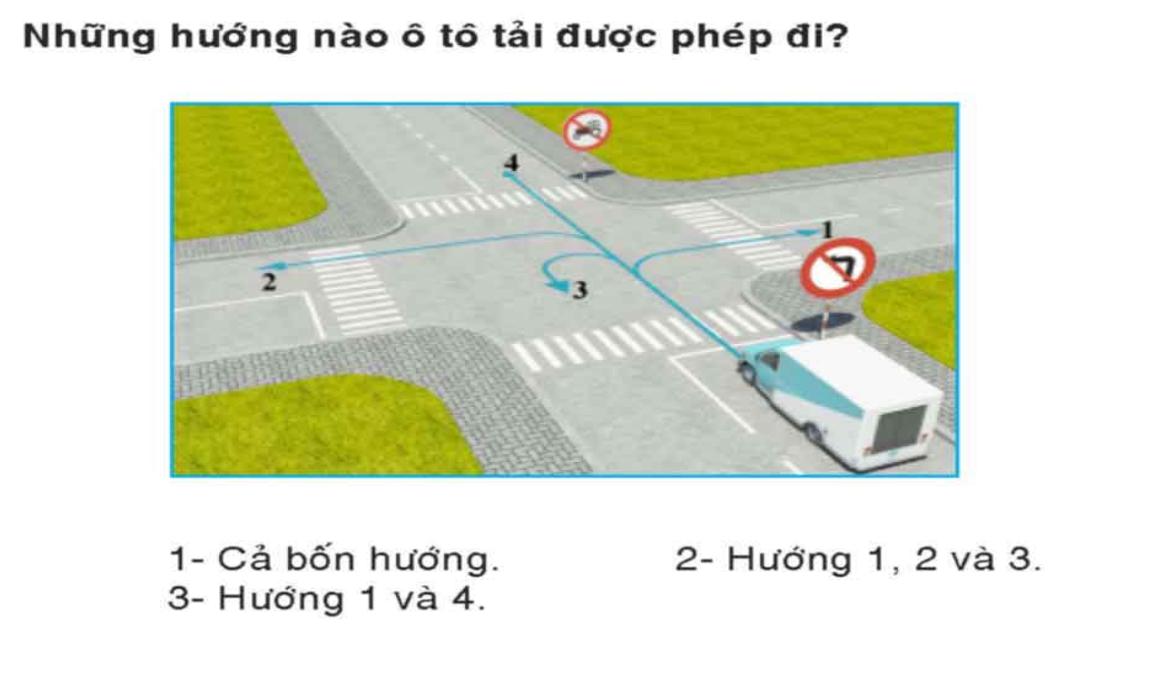 Những hướng nào ô tô tải được phép đi?
4
1
2
3
1- Cả bốn hướng. 2- Hướng 1, 2 và 3.
3- Hướng 1 và 4.